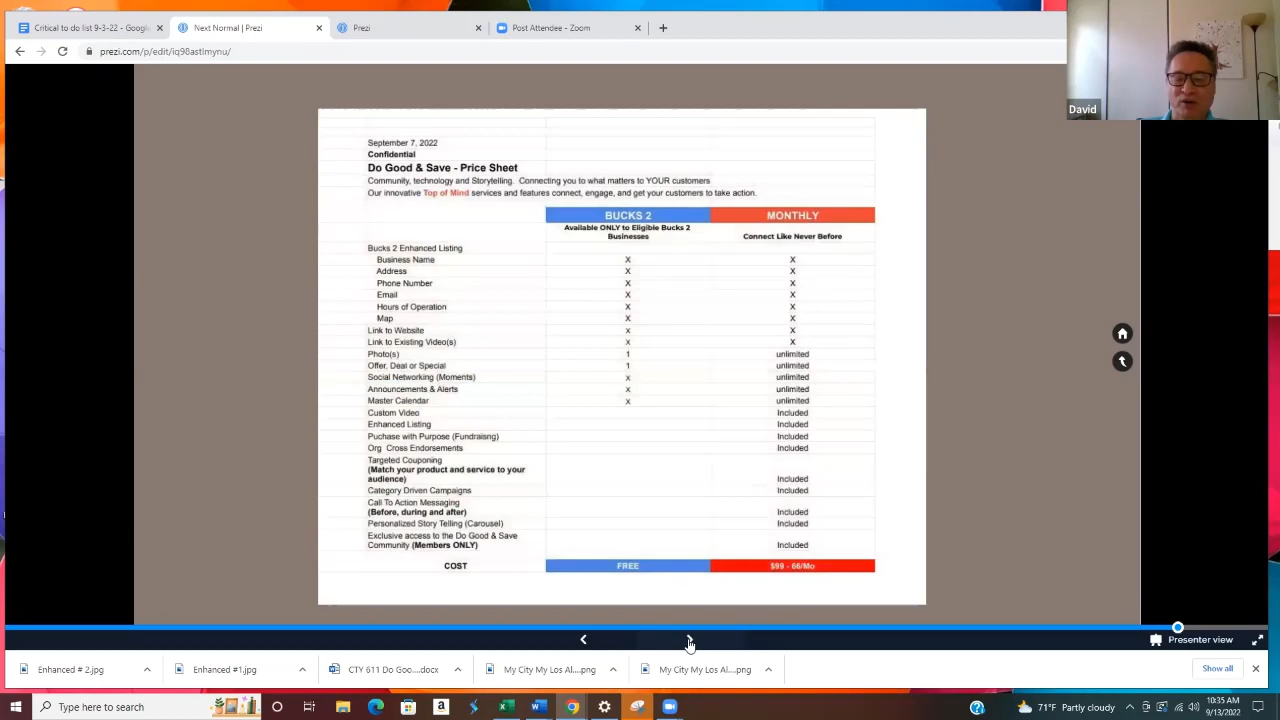 Critical to do list 9-3-22 - Google
Next Normal | Prezi
Prezi
Post Attendee - Zoom
prezi.com/p/edit/iq98astlmynu/
David
September 7, 2022
Confidential
Do Good & Save - Price Sheet
Community, technology and Storytelling. Connecting you to what matters to YOUR customers
Our innovative Top of Mind services and features connect, engage, and get your customers to take action.
BUCKS 2 MONTHLY
Available ONLY to Eligible Bucks 2 Businesses Connect Like Never Before
Bucks 2 Enhanced Listing
Business Name X X
Address X X
Phone Number X X
Email X X
Hours of Operation X X
Map X X
Link to Website x X
Link to Existing Video(s) x X
Photo(s) 1 unlimited
Offer, Deal or Special 1 unlimited
Social Networking (Moments) x unlimited
Announcements & Alerts x unlimited
Master Calendar x unlimited
Custom Video Included
Enhanced Listing Included
Puchase with Purpose (Fundraisng) Included
Org Cross Endorsements Included
Targeted Couponing
(Match your product and service to your
audience) Included
Category Driven Campaigns Included
Call To Action Messaging
(Before, during and after) Included
Personalized Story Telling (Carousel) Included
Exclusive access to the Do Good & Save
Community (Members ONLY) Included
COST FREE $99 - 66/Mo
Presenter view
Enhanced # 2.jpg
Enhanced #1.jpg
CTY 611 Do Goo....docx
My City My Los Al....png
My City My Los Al....png
Show all
Type here to search
71°F Partly cloudy
10:35 AM
9/13/2022